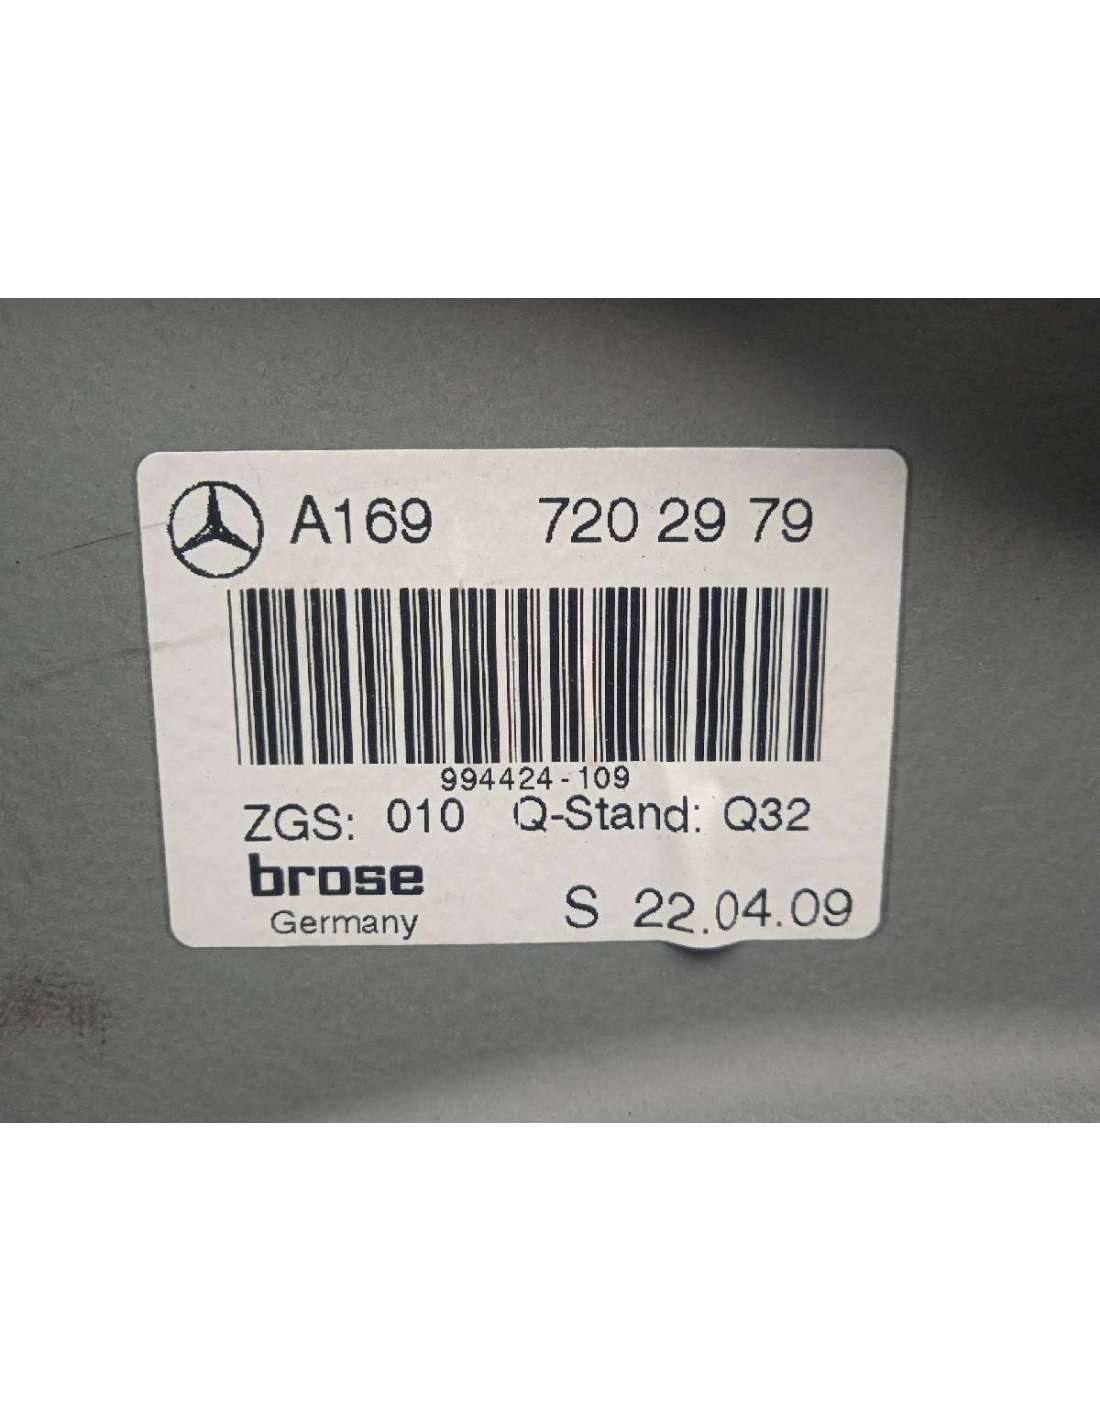 A169 720 29 79
994424-109
ZGS: 010 Q-Stand: Q32
brose
Germany S 22.04.09